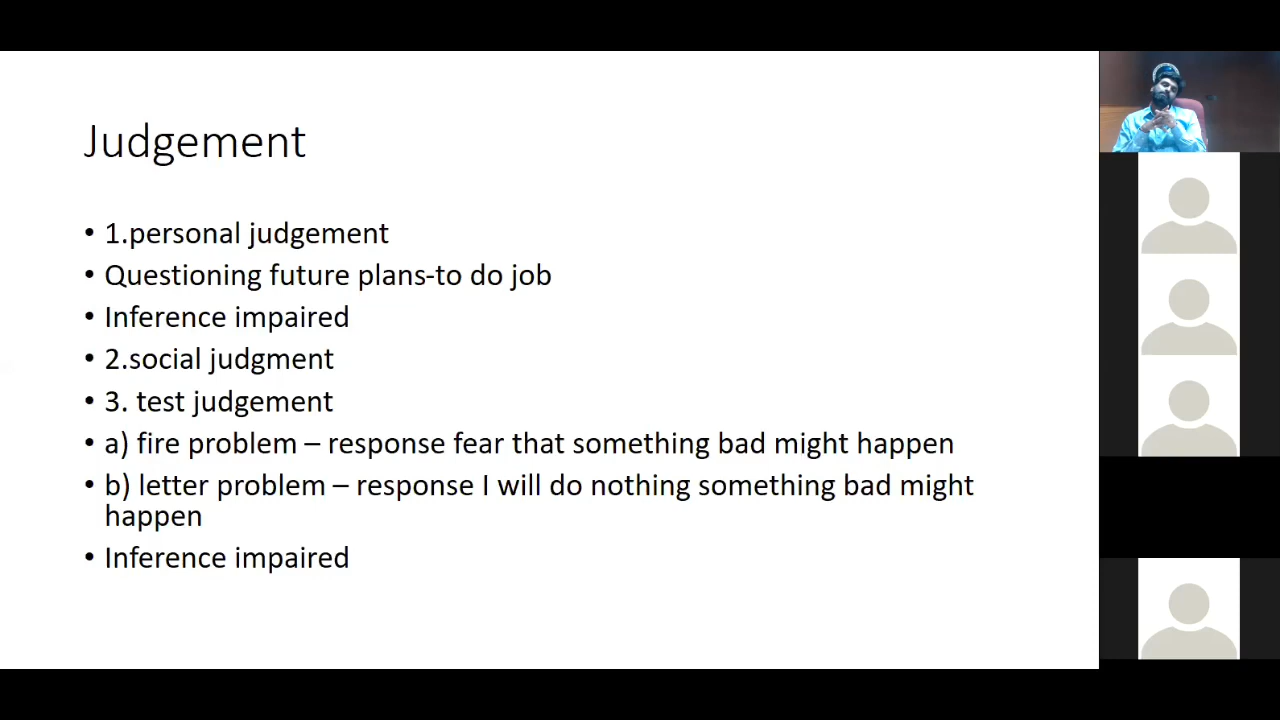 Judgement
• 1.personal judgement
• Questioning future plans-to do job
• Inference impaired
• 2.social judgment
• 3. test judgement
• a) fire problem – response fear that something bad might happen
• b) letter problem – response I will do nothing something bad might
happen
• Inference impaired